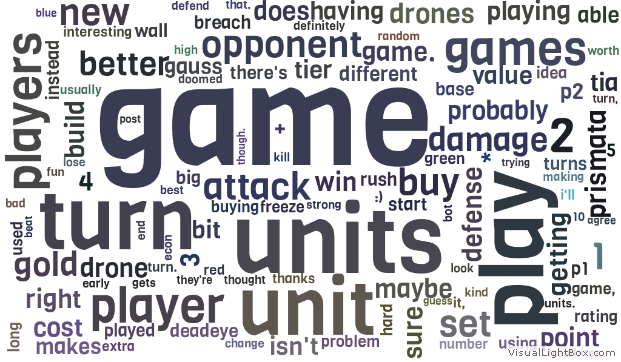 blue new defend that. does having drones playing able
interesting wall breach definitely
players instead better opponent random game. games
high gauss doomed there's tier different value idea worth
usually build post game base probably p2 tia turn,
though. + kill damage 2 prismata 5
lose fun 4 green * trying turns making
big attack win rush buy defense i'll
bad best buying freeze strong :) start bot play getting 10 agree
used beat turn end econ bit units
gold drone turn. 3 red look p1 1
early gets they're thought thanks maybe kind game,
right player unit hard guess it, units.
long cost played deadeye sure set rating
makes extra change isn't problem number using point
VisualLightBox.com